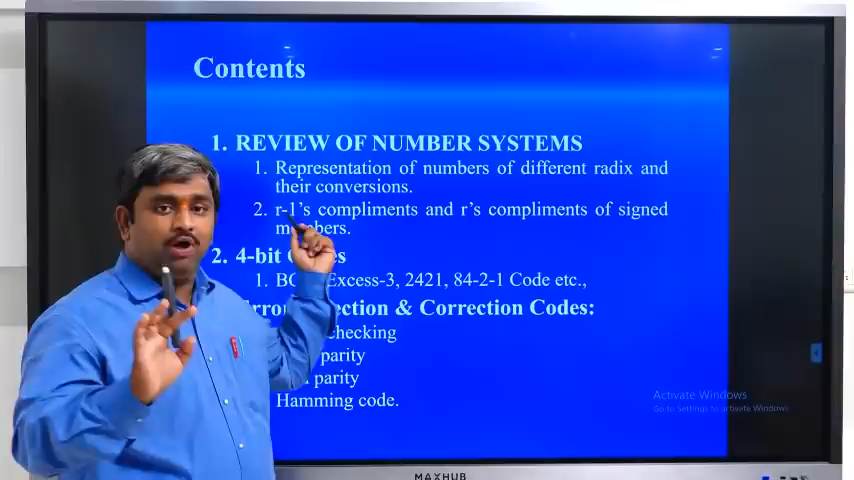 Contents
1. REVIEW OF NUMBER SYSTEMS
1. Representation of numbers of different radix and
their conversions.
2. r-1's compliments and r's compliments of signed
2. 4-bit
1. Excess-3, 2421, 84-2-1 Code etc.,
& Correction Codes:
checking
parity
parity
Hamming code.
Activate Windows
Go to Settings to activate Windows
MAXHUB